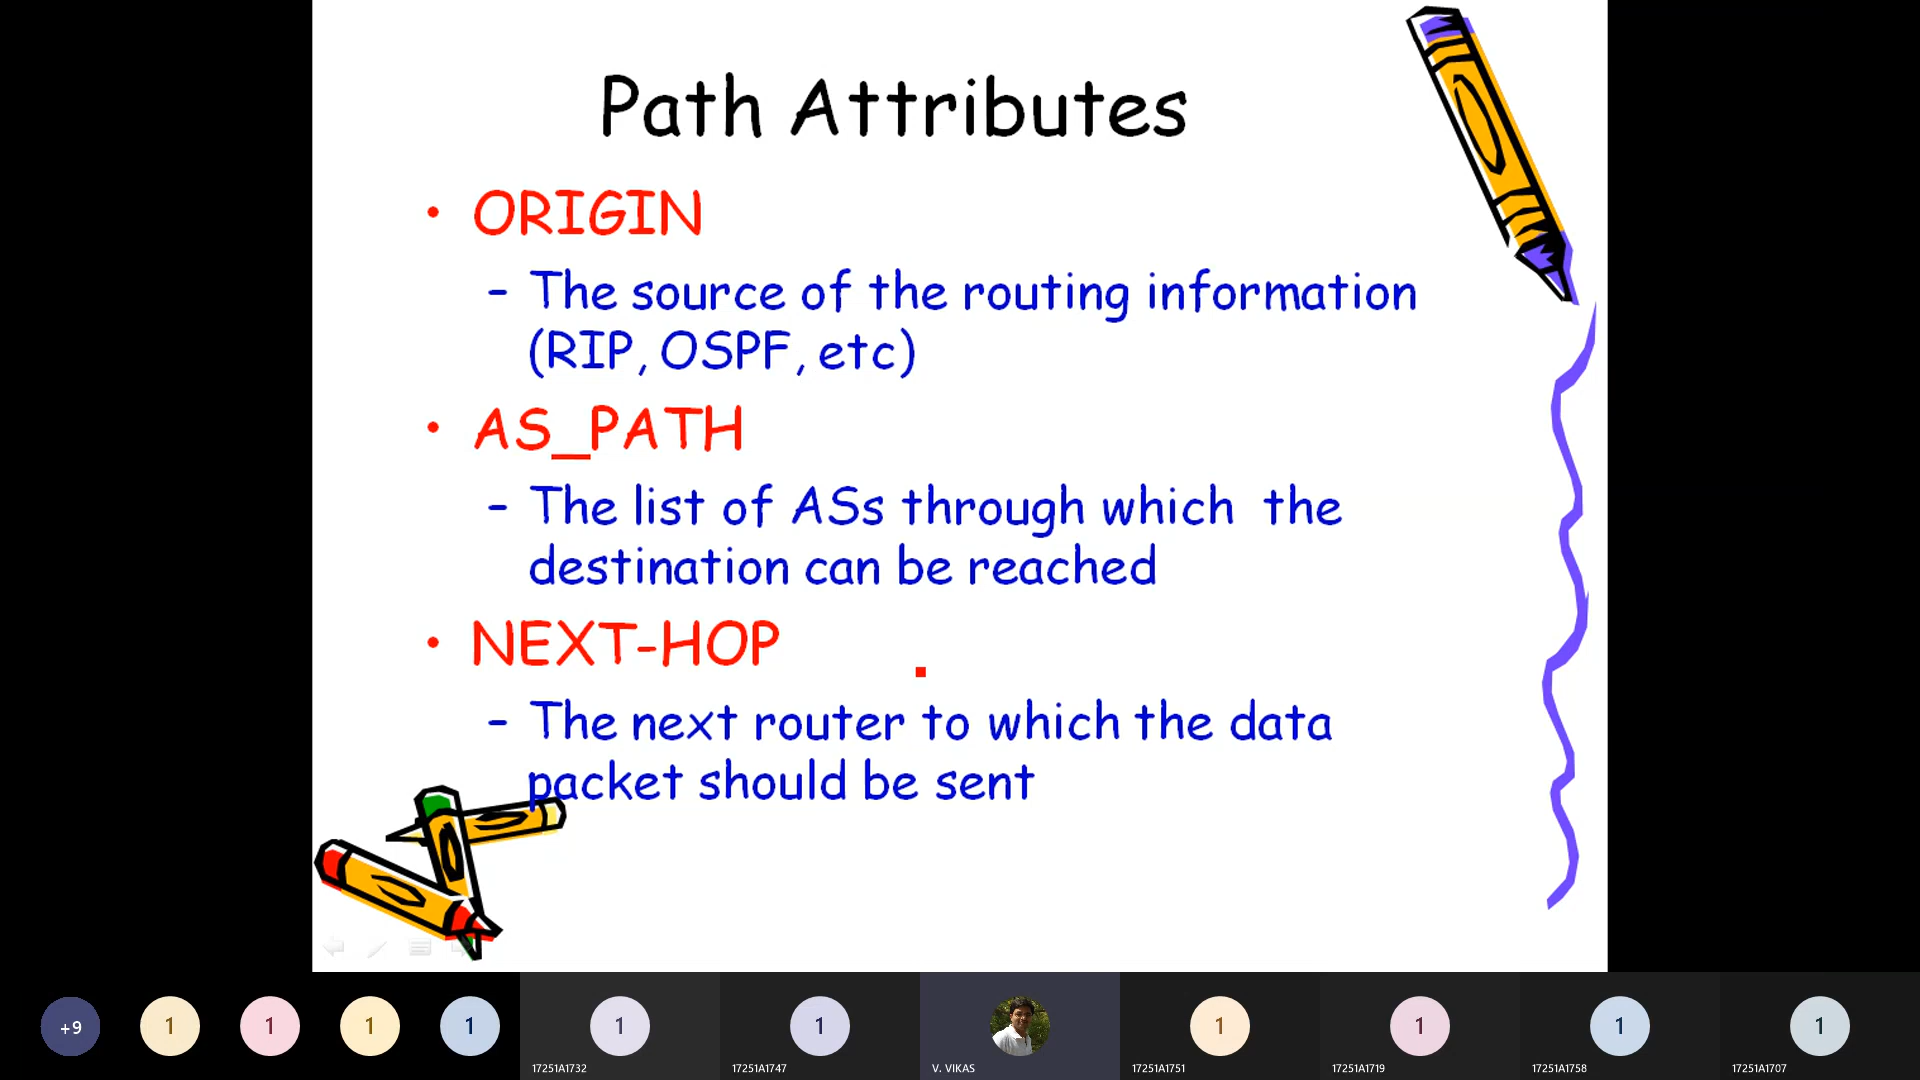 Path Attributes
• ORIGIN
– The source of the routing information
(RIP, OSPF, etc)
• AS_PATH
– The list of ASs through which the
destination can be reached
• NEXT-HOP
– The next router to which the data
packet should be sent
+9
1
1
1
1
1
1
1
1
1
1
17251A1732
17251A1747
V. VIKAS
17251A1751
17251A1719
17251A1758
17251A1707